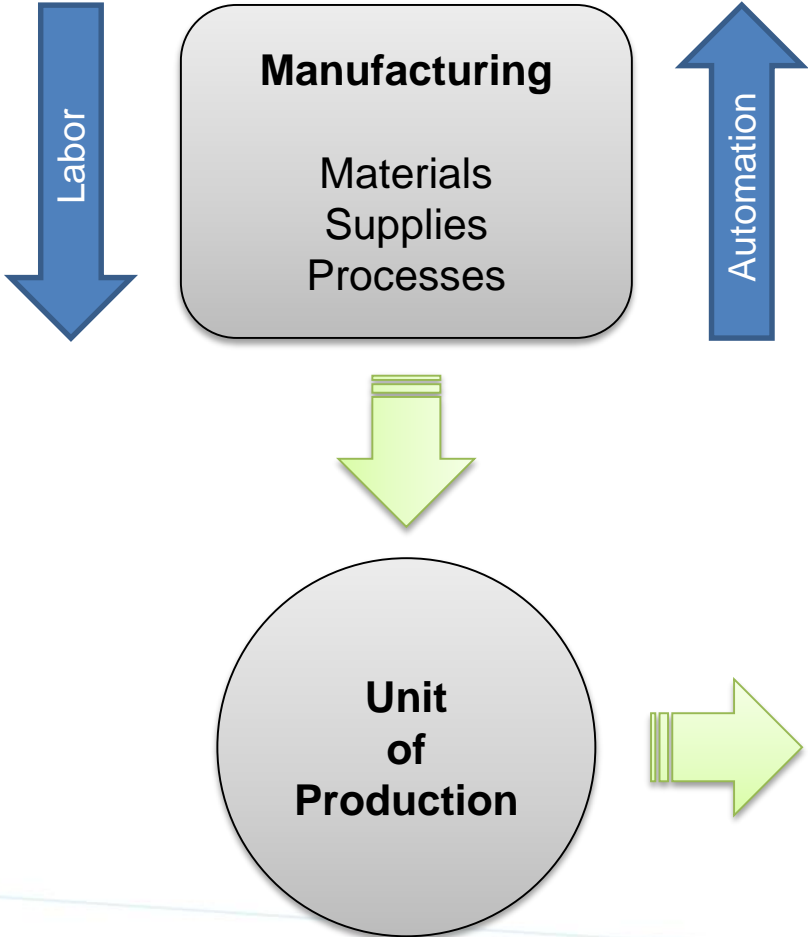 Labor
Manufacturing
Materials
Supplies
Processes
Automation
Unit
of
Production